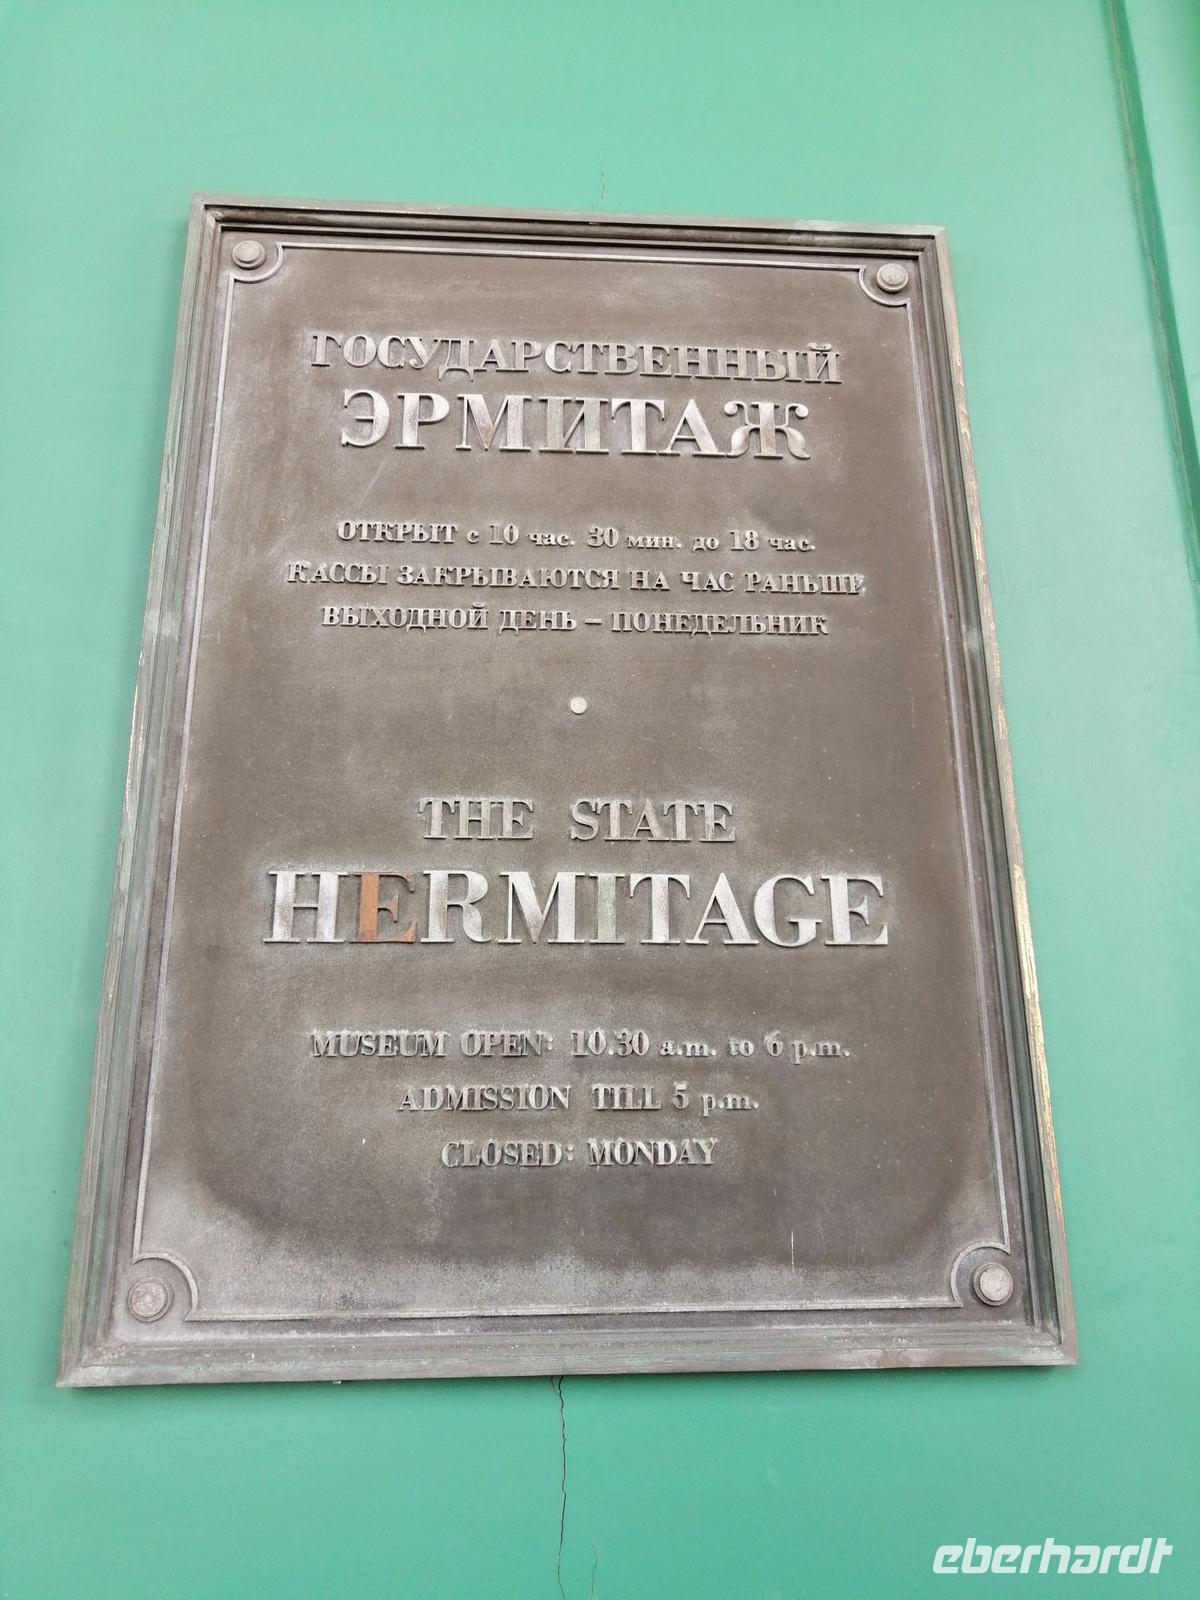 ГОСУДАРСТВЕННЫЙ
ЭРМИТАЖ
ОТКРЫТ с 10 час. 30 мин. до 18 час.
КАССЫ ЗАКРЫВАЮТСЯ НА ЧАС РАНЬШЕ
ВЫХОДНОЙ ДЕНЬ – ПОНЕДЕЛЬНИК
THE STATE
HERMITAGE
MUSEUM OPEN: 10.30 a.m. to 6 p.m.
ADMISSION TILL 5 p.m.
CLOSED: MONDAY
eberhardt